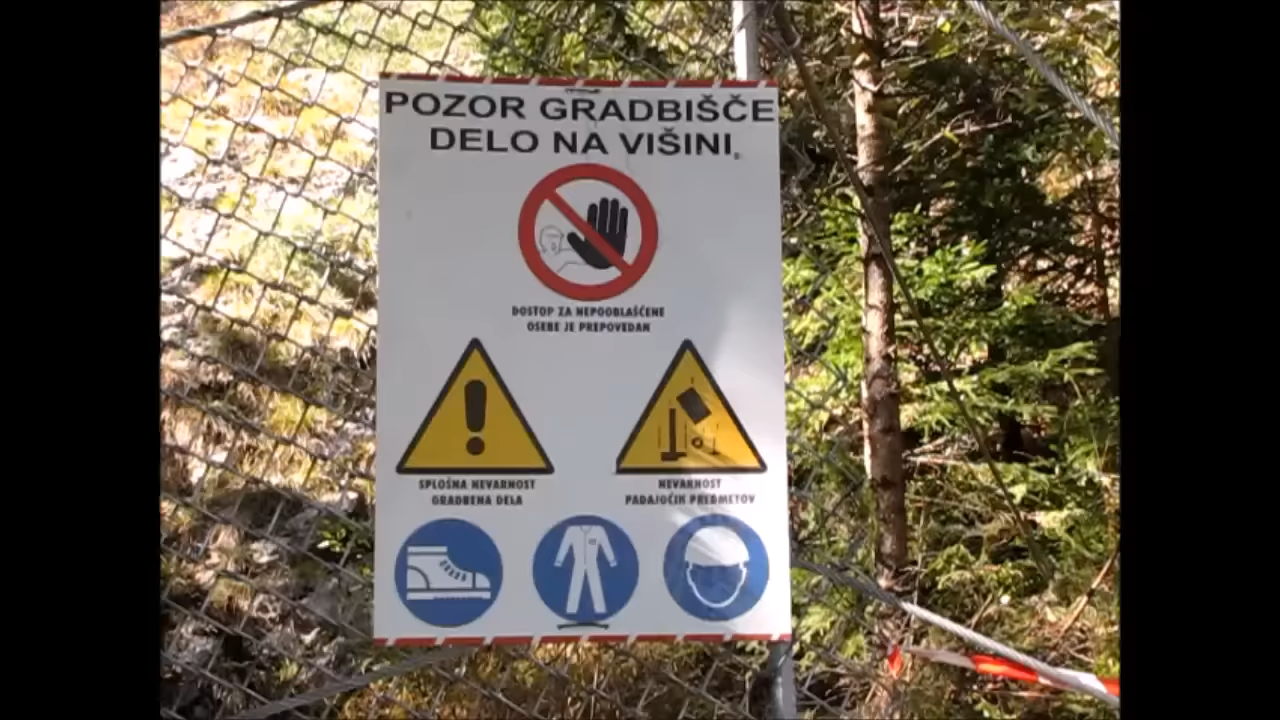 POZOR GRADBIŠČE
DELO NA VIŠINI
DOSTOP ZA NEPOOBLAŠČENE
OSEBE JE PREPOVEDAN
SPLOŠNA NEVARNOST
GRADBENA DELA
NEVARNOST
PADAJOČIH PREDMETOV